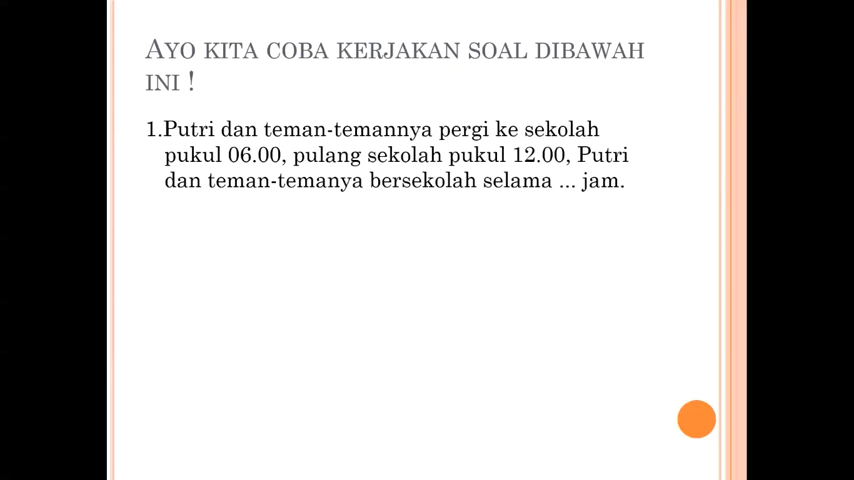 AYO KITA COBA KERJAKAN SOAL DIBAWAH
INI !
1.Putri dan teman-temannya pergi ke sekolah
pukul 06.00, pulang sekolah pukul 12.00, Putri
dan teman-temanya bersekolah selama ... jam.